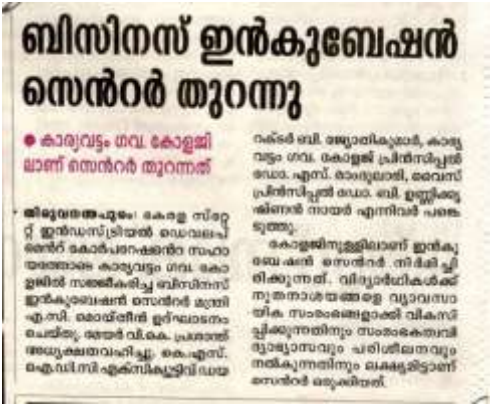 ബിസിനസ് ഇൻകുബേഷൻ
സെൻറർ തുറന്നു
● കാര്യവട്ടം ഗവ. കോളജി
ലാണ് സെൻറർ തുറന്നത്
തിരുവനന്തപുരം: കേരള സ്റ്റേ
റ്റ് ഇൻഡസ്ട്രിയൽ ഡെവലപ്
മെൻറ് കോർപറേഷൻെറ സഹാ
യത്തോടെ കാര്യവട്ടം ഗവ. കോ
ളജിൽ സജ്ജീകരിച്ച ബിസിനസ്
ഇൻകുബേഷൻ സെൻറർ മന്ത്രി
എ.സി. മൊയ്തീൻ ഉദ്ഘാടനം
ചെയ്തു. മേയർ വി.കെ. പ്രശാന്ത്
അധ്യക്ഷതവഹിച്ചു. കെ.എസ്.
ഐ.ഡി.സി എക്സിക്യൂട്ടിവ് ഡയ
റക്ടർ ബി. ജ്യോതികുമാർ, കാര്യ
വട്ടം ഗവ. കോളജ് പ്രിൻസിപ്പൽ
ഡോ. എസ്. വൈസ്
പ്രിൻസിപ്പൽ ഡോ. ബി. ഉണ്ണികൃ
ഷ്ണൻ നായർ എന്നിവർ പങ്കെ
ടുത്തു.
കോളജിനുള്ളിലാണ് ഇൻകു
ബേഷൻ സെൻറർ നിർമിച്ചി
രിക്കുന്നത്. വിദ്യാർഥികൾക്ക്
നൂതനാശയങ്ങളെ വ്യാവസാ
യിക സംരംഭങ്ങളാക്കി വികസി
പ്പിക്കുന്നതിനും സംരംഭകത്വവി
ദ്യാഭ്യാസവും പരിശീലനവും
നൽകുന്നതിനും ലക്ഷ്യമിട്ടാണ്
സെൻറർ ഒരുക്കിയത്.